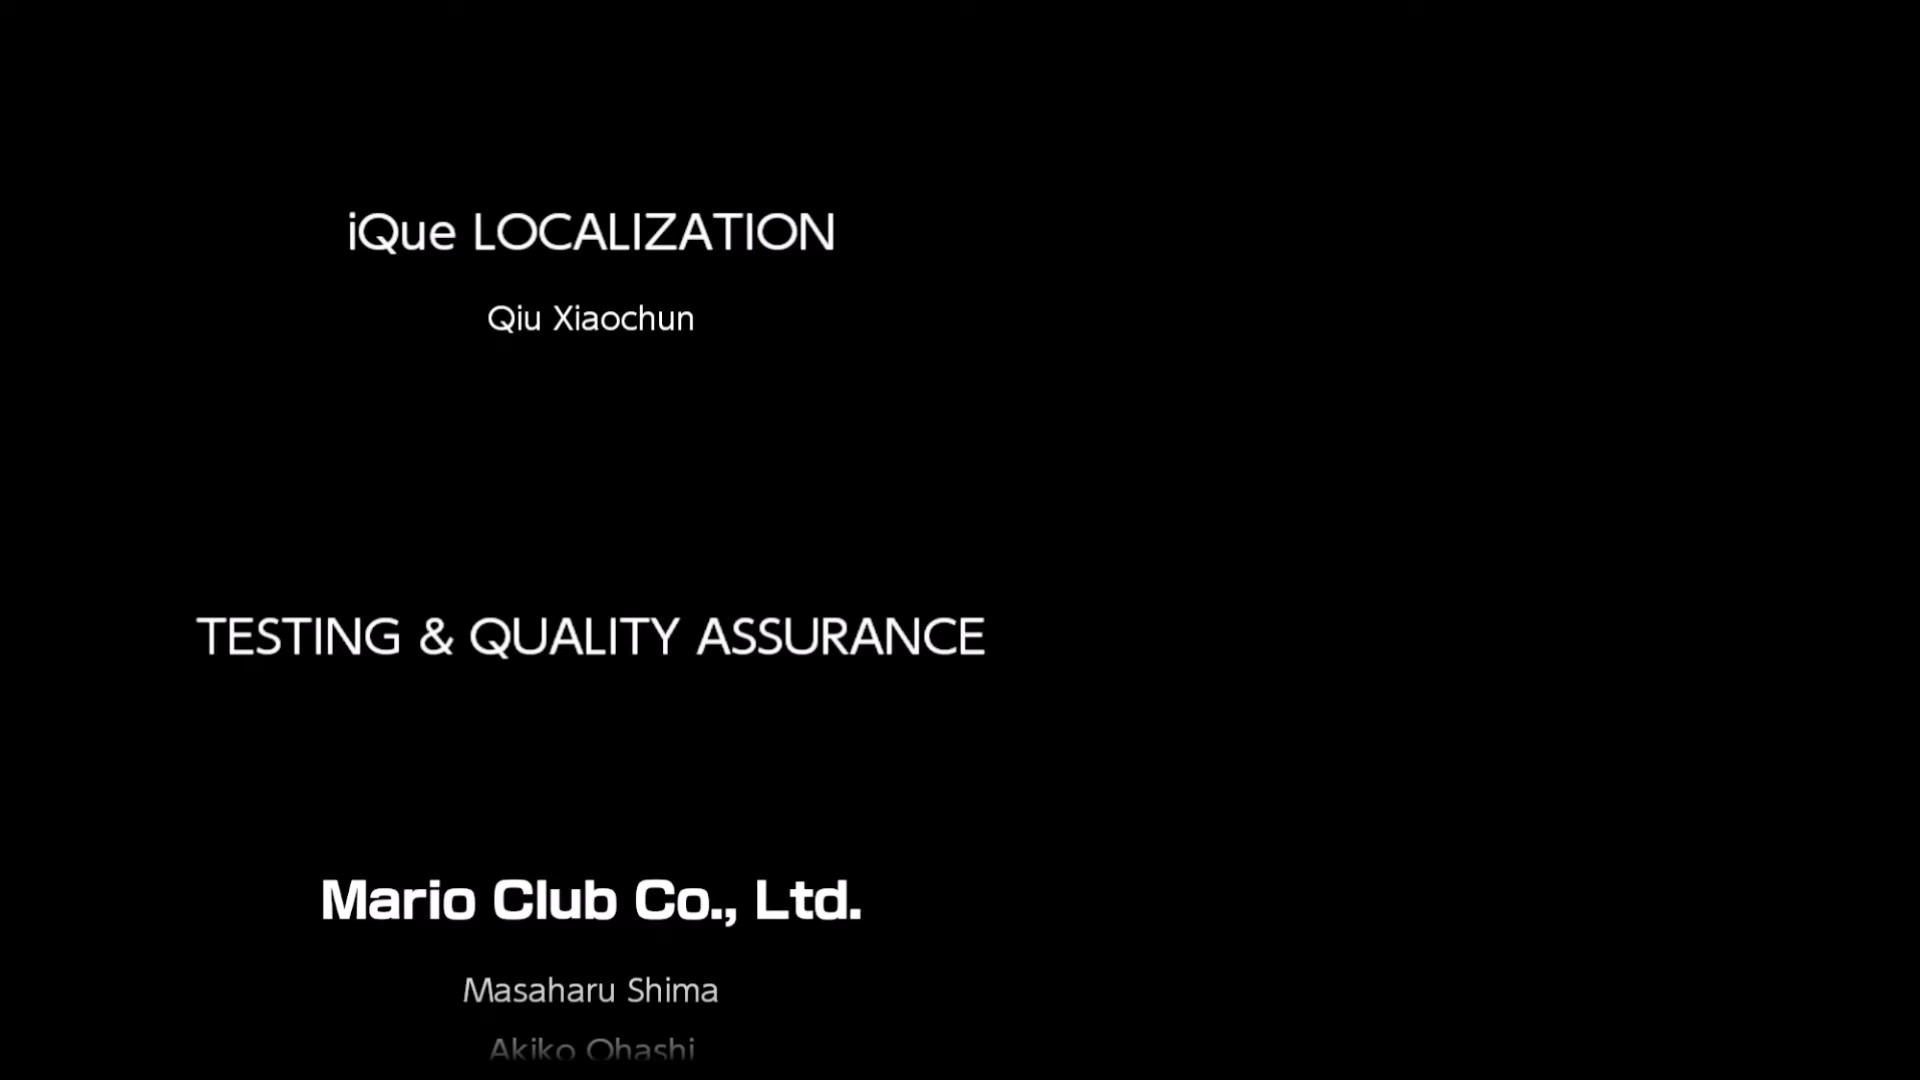 iQue LOCALIZATION
Qiu Xiaochun
TESTING & QUALITY ASSURANCE
Mario Club Co., Ltd.
Masaharu Shima
Akiko Ohashi